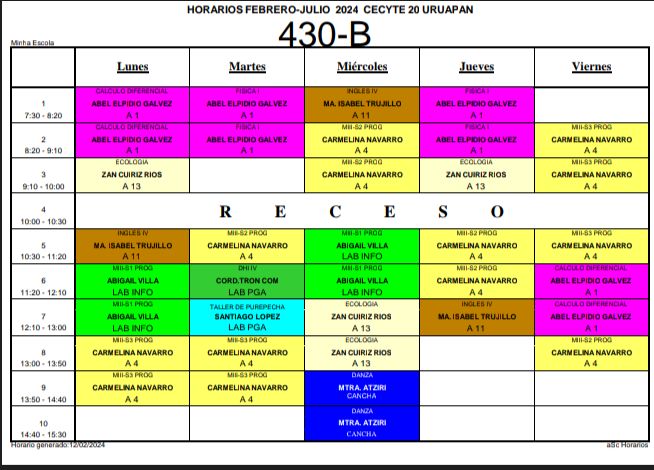 HORARIOS FEBRERO-JULIO 2024 CECYTE 20 URUAPAN
430-B
Minha Escola
Lunes Martes Miércoles Jueves Viernes
CALCULO DIFERENCIAL FISICA I INGLES IV FISICA I
1 ABEL ELPIDIO GALVEZ ABEL ELPIDIO GALVEZ MA. ISABEL TRUJILLO ABEL ELPIDIO GALVEZ
7:30 - 8:20 A 1 A 1 A 11 A 1
CALCULO DIFERENCIAL FISICA I MIII-S2 PROG FISICA I MIII-S3 PROG
2 ABEL ELPIDIO GALVEZ ABEL ELPIDIO GALVEZ CARMELINA NAVARRO ABEL ELPIDIO GALVEZ CARMELINA NAVARRO
8:20 - 9:10 A 1 A 1 A 4 A 1 A 4
ECOLOGIA MIII-S2 PROG ECOLOGIA MIII-S3 PROG
3 ZAN CUIRIZ RIOS CARMELINA NAVARRO ZAN CUIRIZ RIOS CARMELINA NAVARRO
9:10 - 10:00 A 13 A 4 A 13 A 4
4 R E C E S O
10:00 - 10:30
INGLES IV MIII-S2 PROG MIII-S1 PROG MIII-S2 PROG MIII-S3 PROG
5 MA. ISABEL TRUJILLO CARMELINA NAVARRO ABIGAIL VILLA CARMELINA NAVARRO CARMELINA NAVARRO
10:30 - 11:20 A 11 A 4 LAB INFO A 4 A 4
MIII-S1 PROG DHI IV MIII-S1 PROG MIII-S2 PROG CALCULO DIFERENCIAL
6 ABIGAIL VILLA CORD.TRON COM ABIGAIL VILLA CARMELINA NAVARRO ABEL ELPIDIO GALVEZ
11:20 - 12:10 LAB INFO LAB PGA LAB INFO A 4 A 1
MIII-S1 PROG TALLER DE PUREPECHA ECOLOGIA INGLES IV CALCULO DIFERENCIAL
7 ABIGAIL VILLA SANTIAGO LOPEZ ZAN CUIRIZ RIOS MA. ISABEL TRUJILLO ABEL ELPIDIO GALVEZ
12:10 - 13:00 LAB INFO LAB PGA A 13 A 11 A 1
MIII-S3 PROG MIII-S3 PROG ECOLOGIA MIII-S2 PROG
8 CARMELINA NAVARRO CARMELINA NAVARRO ZAN CUIRIZ RIOS CARMELINA NAVARRO
13:00 - 13:50 A 4 A 4 A 13 A 4
MIII-S3 PROG MIII-S3 PROG DANZA
9 CARMELINA NAVARRO CARMELINA NAVARRO MTRA. ATZIRI
13:50 - 14:40 A 4 A 4 CANCHA
DANZA
10 MTRA. ATZIRI
14:40 - 15:30 CANCHA
Horario generado:12/02/2024 aSc Horarios